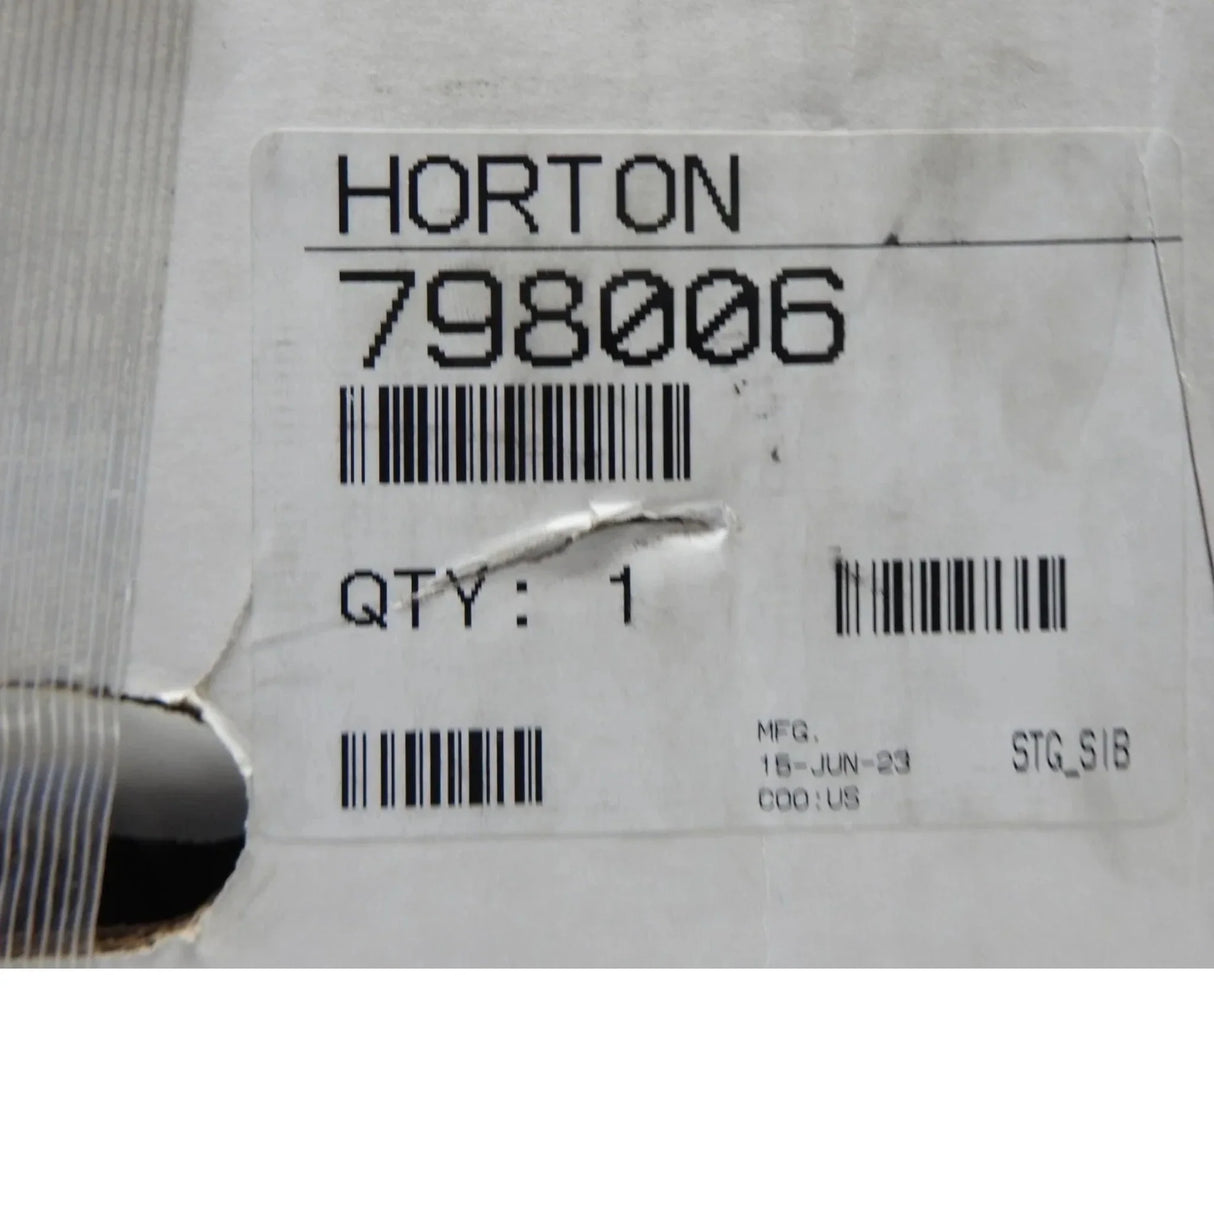 HORTON
798006
QTY: 1
MFG.
15-JUN-23
COO:US
STG_SIB